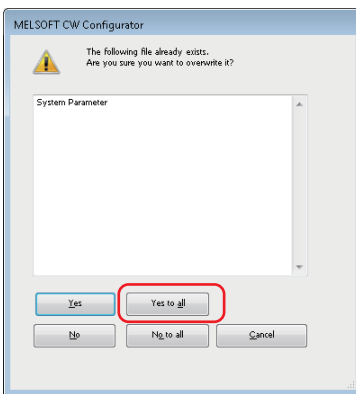 MELSOFT CW Configurator
The following file already exists.
Are you sure you want to overwrite it?
System Parameter
Yes
Yes to all
No
No to all
Cancel